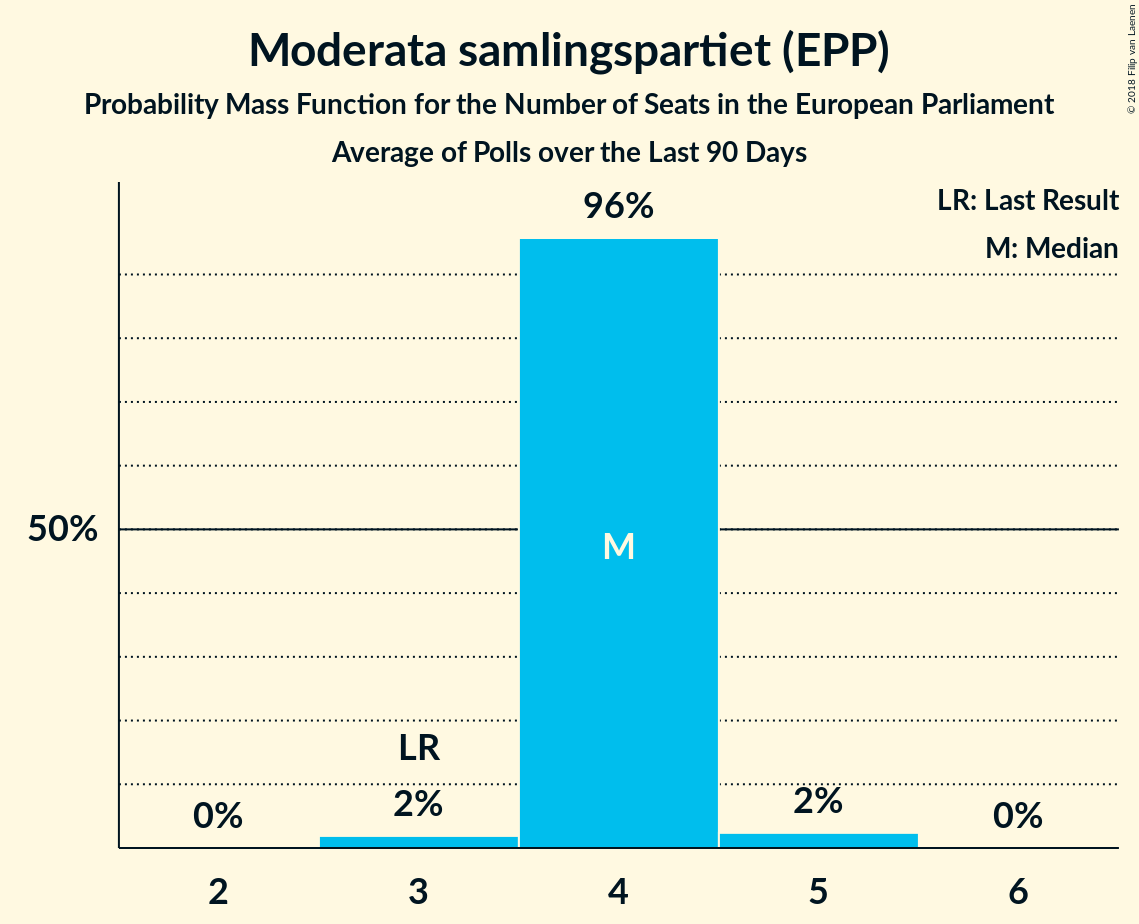 Moderata samlingspartiet (EPP)
Probability Mass Function for the Number of Seats in the European Parliament
Average of Polls over the Last 90 Days
© 2018 Filip van Laenen
LR: Last Result
M: Median
96%
50%
M
LR
0%
2%
2%
0%
2
3
4
5
6